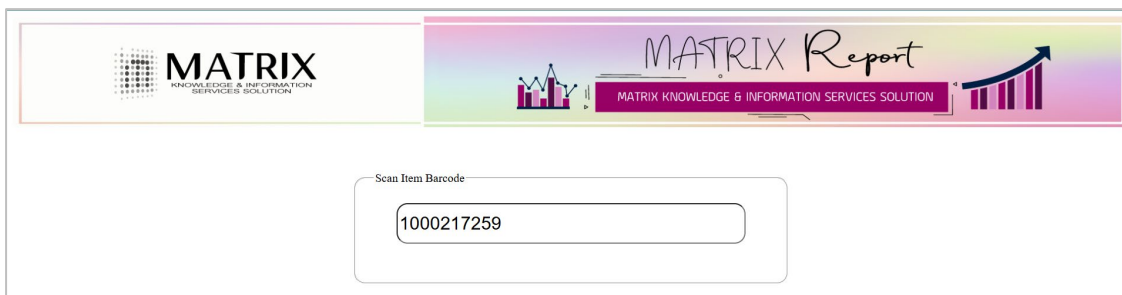 MATRIX
KNOWLEDGE & INFORMATION
SERVICES SOLUTION
MATRIX Report
MATRIX KNOWLEDGE & INFORMATION SERVICES SOLUTION
Scan Item Barcode
1000217259